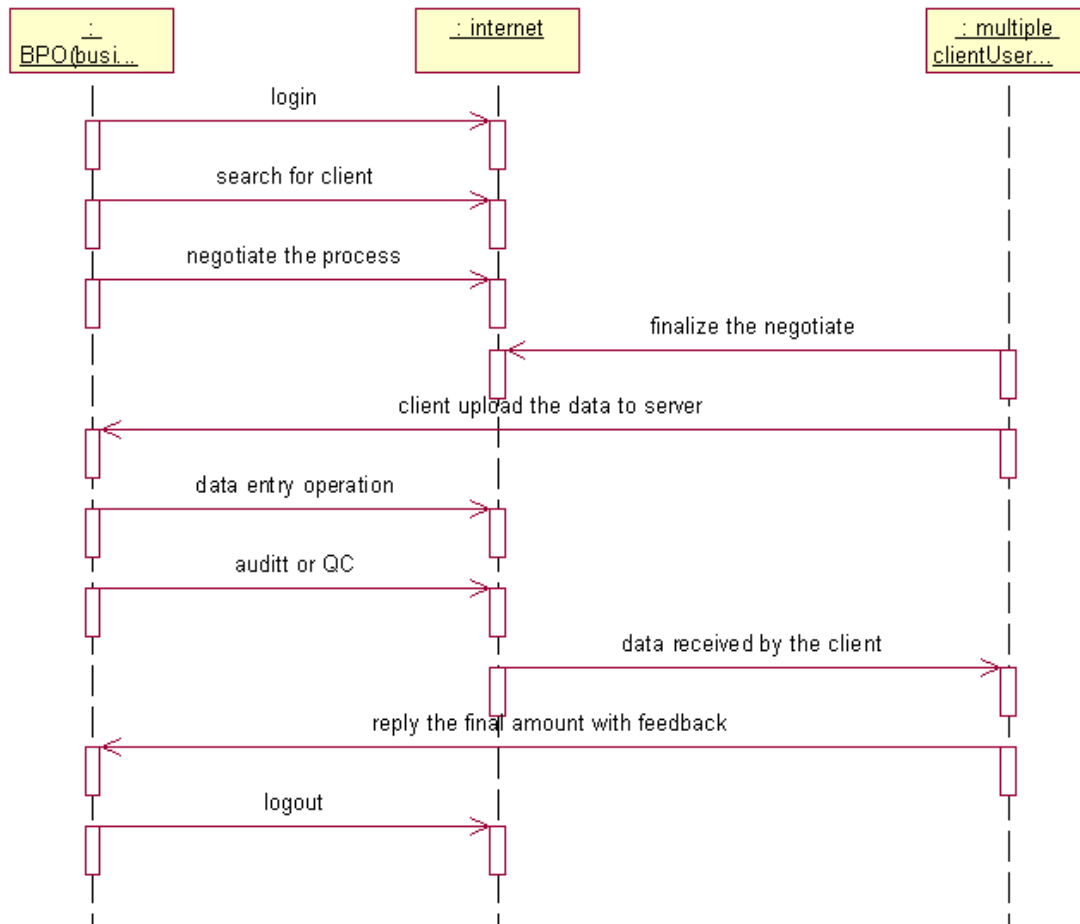 :
BPO(busi...
: internet
: multiple
clientUser...
login
search for client
negotiate the process
finalize the negotiate
client upload the data to server
data entry operation
auditt or QC
data received by the client
reply the final amount with feedback
logout